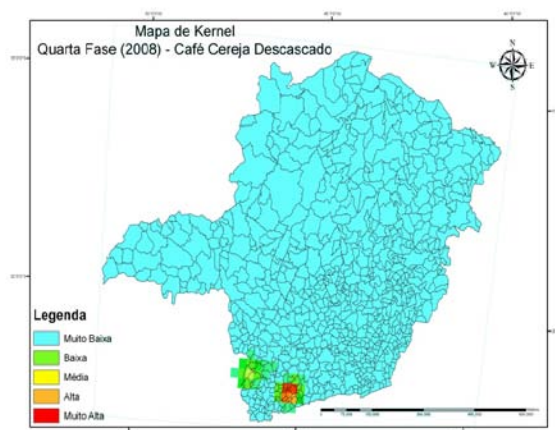 Mapa de Kernel
Quarta Fase (2008) - Café Cereja Descascado
N
W
E
S
Legenda
Muito Baixa
Baixa
Média
Alta
Muito Alta